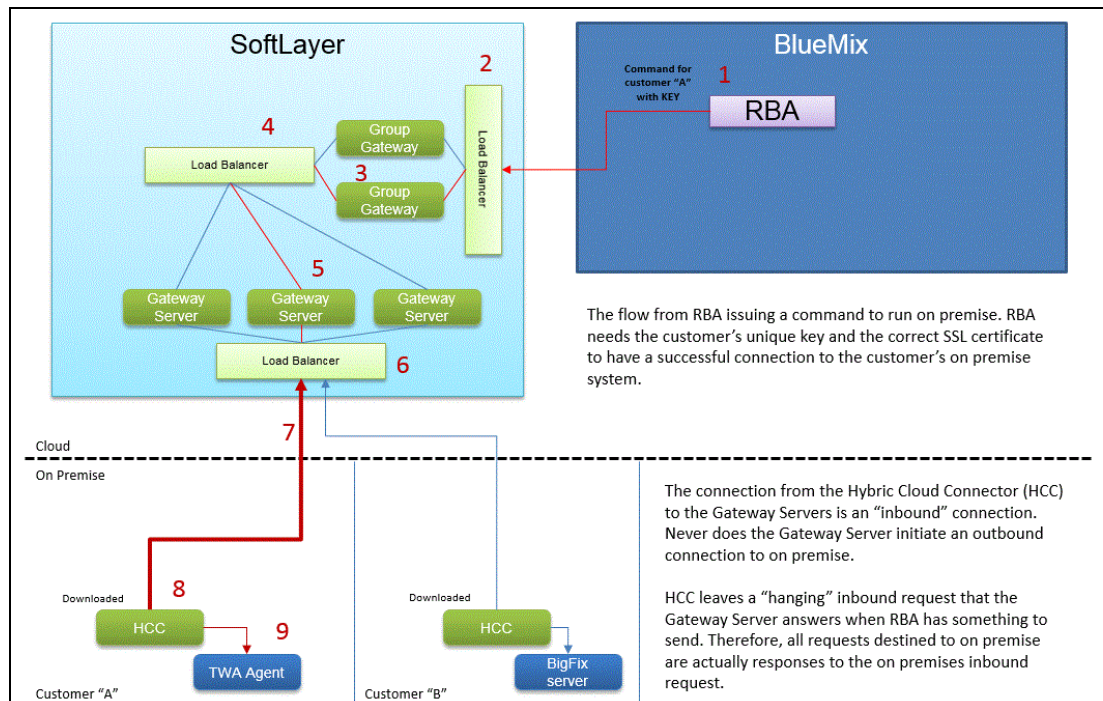 SoftLayer
BlueMix
2
Command for
customer “A”
with KEY
1
RBA
4
Group
Gateway
Load Balancer
Load Balancer
3
Group
Gateway
5
Gateway
Server
Gateway
Server
Gateway
Server
Load Balancer
6
The flow from RBA issuing a command to run on premise. RBA
needs the customer’s unique key and the correct SSL certificate
to have a successful connection to the customer’s on premise
system.
7
Cloud
On Premise
The connection from the Hybric Cloud Connector (HCC)
to the Gateway Servers is an “inbound” connection.
Never does the Gateway Server initiate an outbound
connection to on premise.
HCC leaves a “hanging” inbound request that the
Gateway Server answers when RBA has something to
send. Therefore, all requests destined to on premise
are actually responses to the on premises inbound
request.
Downloaded
8
HCC
9
TWA Agent
Customer “A”
Downloaded
HCC
BigFix
server
Customer “B”